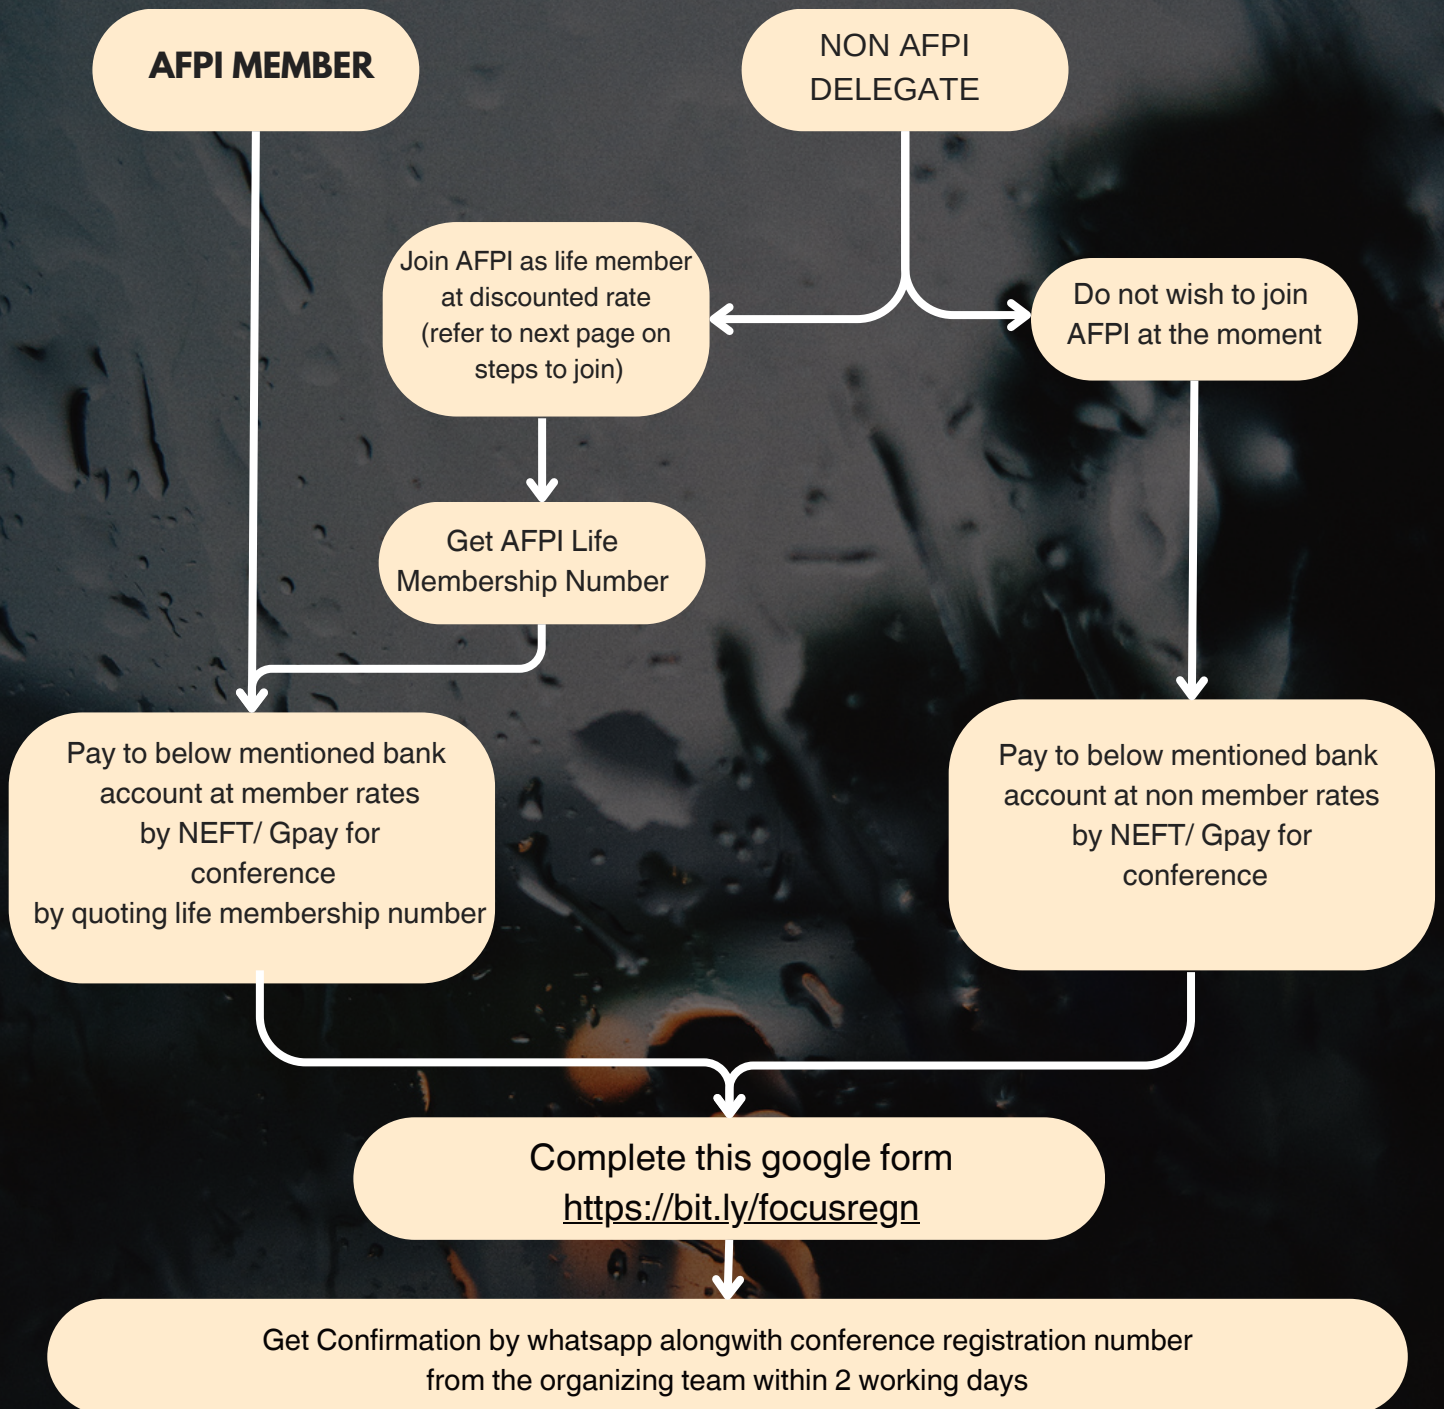 AFPI MEMBER
NON AFPI
DELEGATE
Join AFPI as life member
at discounted rate
(refer to next page on
steps to join)
Do not wish to join
AFPI at the moment
Get AFPI Life
Membership Number
Pay to below mentioned bank
account at member rates
by NEFT/ Gpay for
conference
by quoting life membership number
Pay to below mentioned bank
account at non member rates
by NEFT/ Gpay for
conference
Complete this google form
https://bit.ly/focusregn
Get Confirmation by whatsapp alongwith conference registration number
from the organizing team within 2 working days